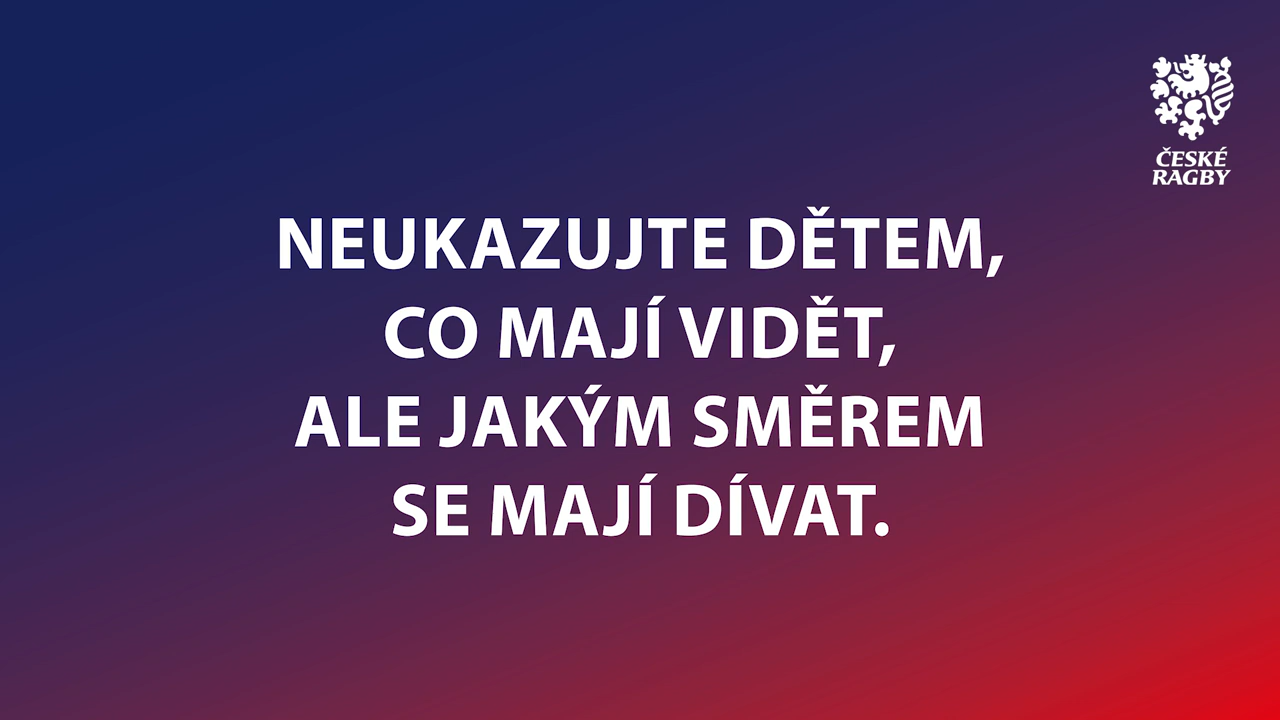 ČESKÉ
RAGBY
NEUKAZUJTE DĚTEM,
CO MAJÍ VIDĚT,
ALE JAKÝM SMĚREM
SE MAJÍ DÍVAT.